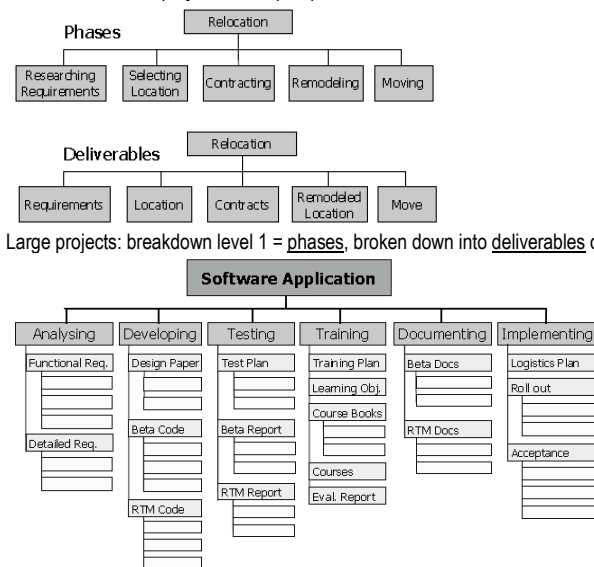 Phases
Relocation
Researching
Requirements
Selecting
Location
Contracting
Remodeling
Moving
Deliverables
Relocation
Requirements
Location
Contracts
Remodeled
Location
Move
Large projects: breakdown level 1 = phases, broken down into deliverables
Software Application
Analysing
Developing
Testing
Training
Documenting
Implementing
Functional Req.
Design Paper
Test Plan
Training Plan
Beta Docs
Logistics Plan
Learning Obj.
Roll out
Course Books
Beta Code
Beta Report
RTM Docs
Detailed Req.
Acceptance
Courses
RTM Report
Eval. Report
RTM Code